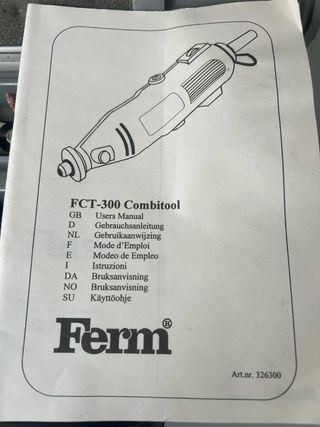 FCT-300 Combitool
GB Users Manual
D Gebrauchsanleitung
NL Gebruikaanwijzing
F Mode d'Emploi
E Modeo de Empleo
I Istruzioni
DA Bruksanvisning
NO Bruksanvisning
SU Käyttöohje
Ferm®
Art.nr. 326300